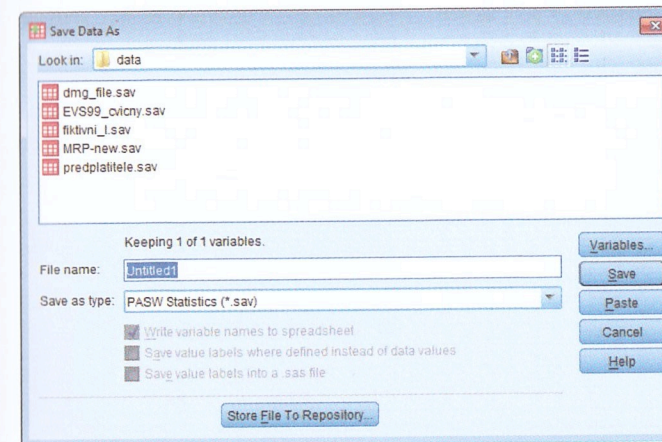 Save Data As
Look in: data
dmg_file.sav
EVS99_cvicny.sav
fiktivni_I.sav
MRP-new.sav
predplatitele.sav
Keeping 1 of 1 variables.
Variables...
File name: Untitled1
Save
Save as type: PASW Statistics (*.sav)
Paste
Write variable names to spreadsheet
Cancel
Save value labels where defined instead of data values
Save value labels into a .sas file
Help
Store File To Repository...